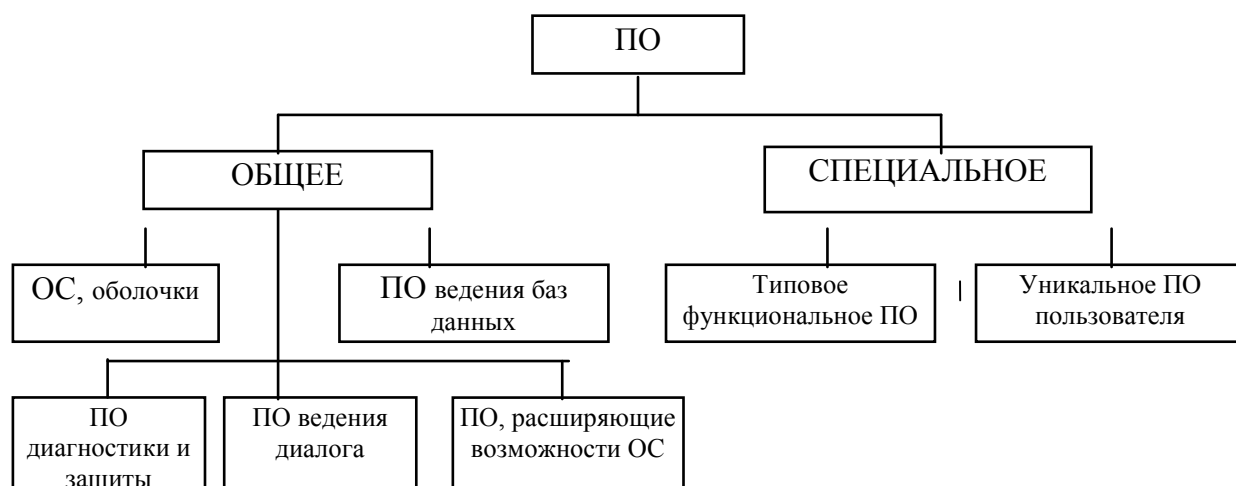 ПО
ОБЩЕЕ
СПЕЦИАЛЬНОЕ
ОС, оболочки
ПО ведения баз
данных
Типовое
функциональное ПО
Уникальное ПО
пользователя
ПО
диагностики и
защиты
ПО ведения
диалога
ПО, расширяющие
возможности ОС